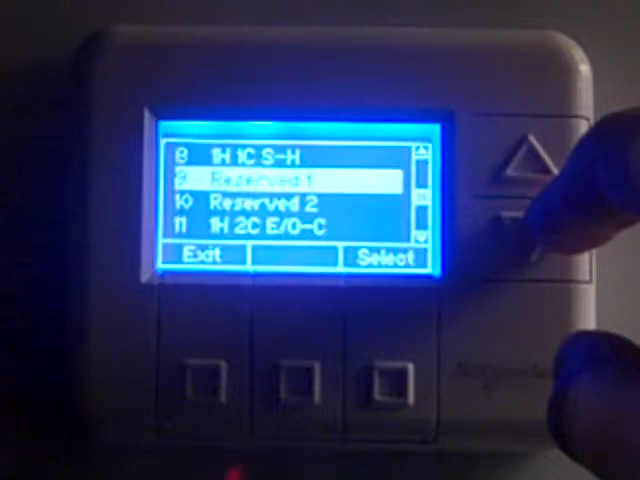 8 1H 1C S-H
9 Reserved 1
10 Reserved 2
11 1H 2C E/O-C
Exit
Select